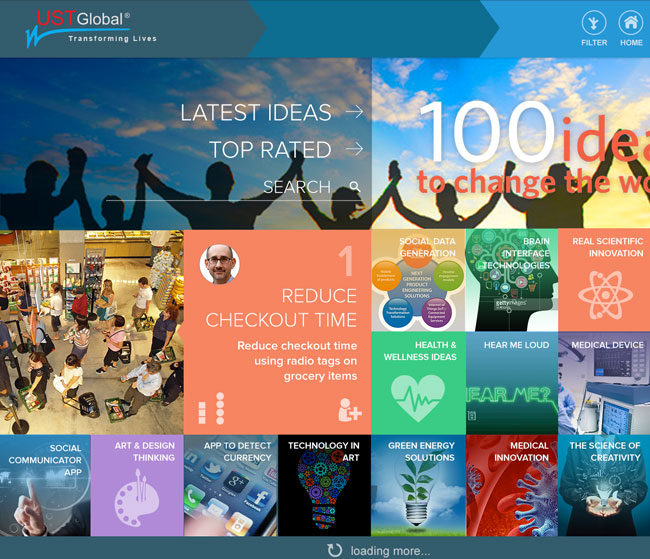 USTGlobal®
Transforming Lives
FILTER
HOME
LATEST IDEAS
TOP RATED
SEARCH
100 idea
to change the wo
1
REDUCE
CHECKOUT TIME
Reduce checkout time
using radio tags on
grocery items
SOCIAL DATA
GENERATION
NEXT
GENERATION
PRODUCT
ENGINEERING
SOLUTIONS
Technology
Transformation
Solutions
BRAIN
INTERFACE
TECHNOLOGIES
gettyimages
REAL SCIENTIFIC
INNOVATION
HEALTH &
WELLNESS IDEAS
HEAR ME LOUD
HEAR ME?
MEDICAL DEVICE
SOCIAL
COMMUNICATOR
APP
ART & DESIGN
THINKING
APP TO DETECT
CURRENCY
TECHNOLOGY IN
ART
GREEN ENERGY
SOLUTIONS
MEDICAL
INNOVATION
THE SCIENCE OF
CREATIVITY
loading more...